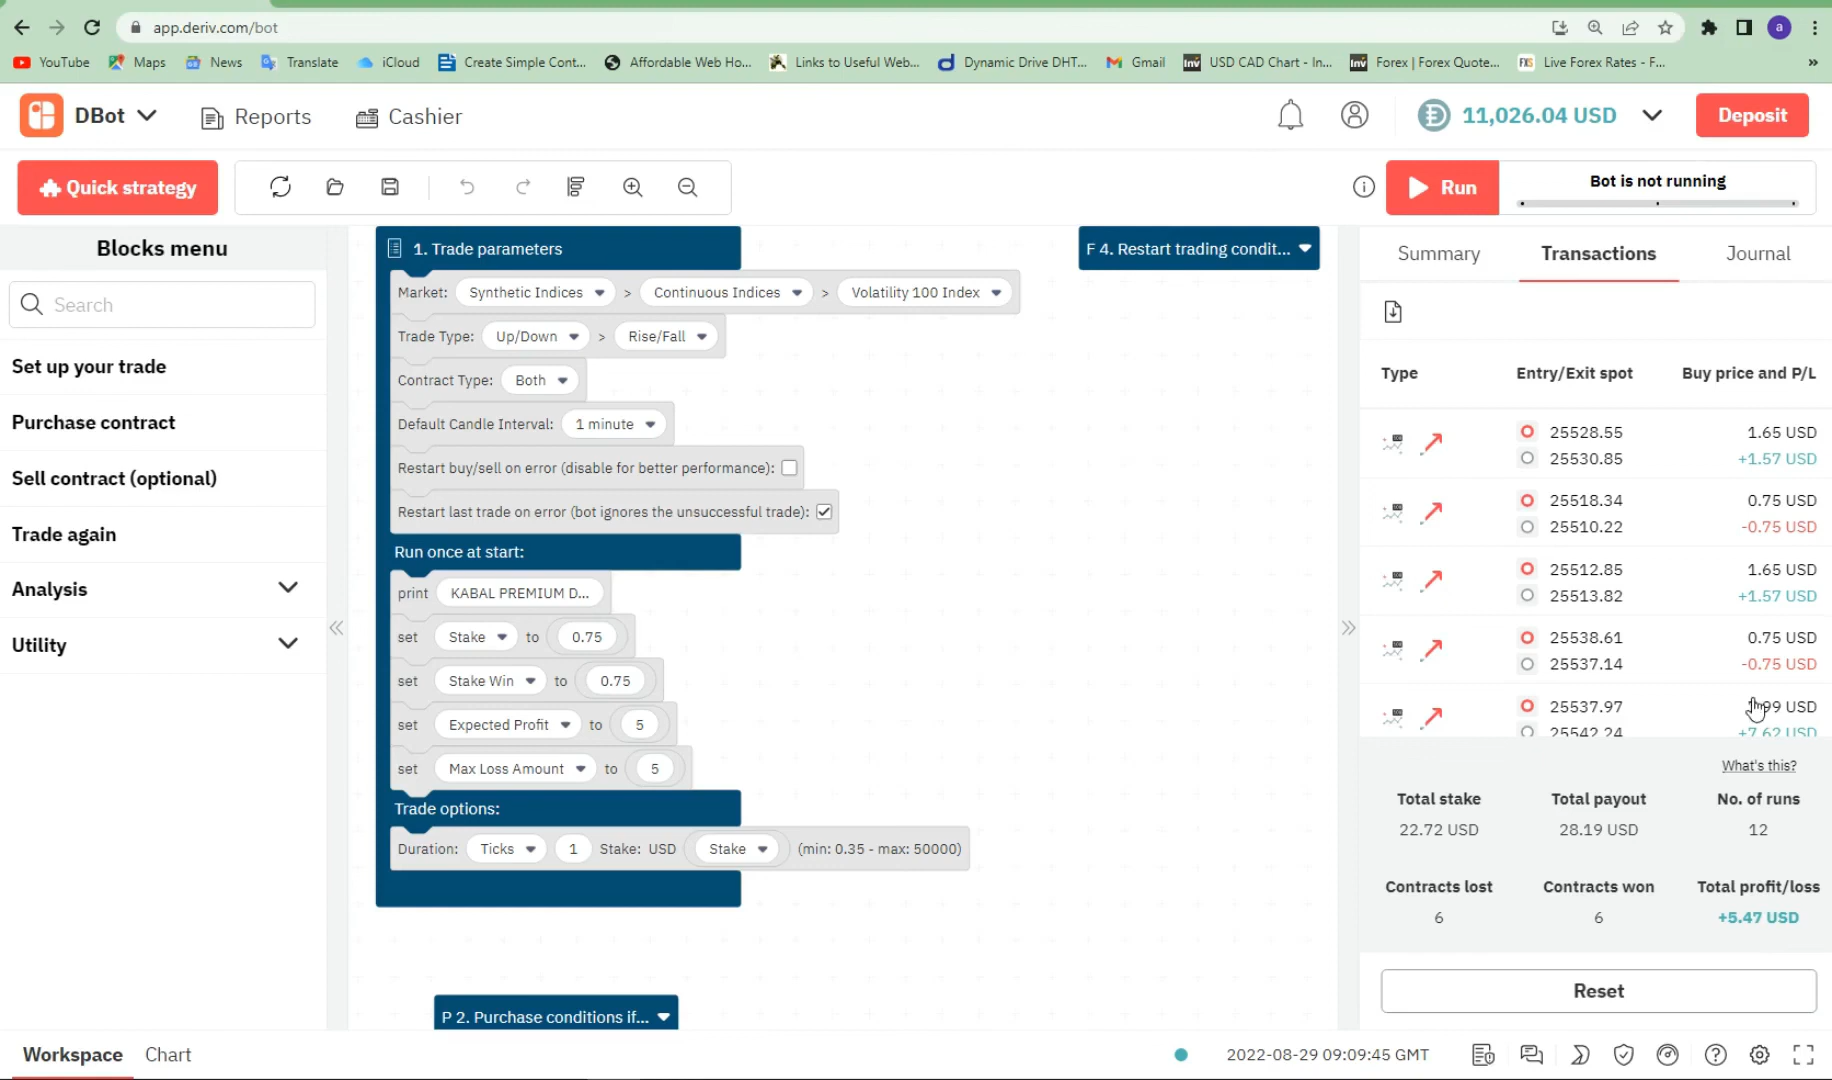 app.deriv.com/bot
a
YouTube
Maps
News
Translate
iCloud
Create Simple Cont...
Affordable Web Ho...
Links to Useful Web...
Dynamic Drive DHT...
Gmail
USD CAD Chart - In...
Forex | Forex Quote...
Live Forex Rates - F...
»
DBot
Reports
Cashier
11,026.04 USD
Deposit
Quick strategy
Run
Bot is not running
Blocks menu
Search
Set up your trade
Purchase contract
Sell contract (optional)
Trade again
Analysis
Utility
1. Trade parameters
Market: Synthetic Indices > Continuous Indices > Volatility 100 Index
Trade Type: Up/Down > Rise/Fall
Contract Type: Both
Default Candle Interval: 1 minute
Restart buy/sell on error (disable for better performance):
Restart last trade on error (bot ignores the unsuccessful trade):
Run once at start:
print KABAL PREMIUM D...
set Stake to 0.75
set Stake Win to 0.75
set Expected Profit to 5
set Max Loss Amount to 5
Trade options:
Duration: Ticks 1 Stake: USD Stake (min: 0.35 - max: 50000)
P 2. Purchase conditions if...
F 4. Restart trading condit...
Summary
Transactions
Journal
Type
Entry/Exit spot
Buy price and P/L
25528.55 1.65 USD
25530.85 +1.57 USD
25518.34 0.75 USD
25510.22 -0.75 USD
25512.85 1.65 USD
25513.82 +1.57 USD
25538.61 0.75 USD
25537.14 -0.75 USD
25537.97 USD
25542.24 +7.62 USD
What's this?
Total stake
Total payout
No. of runs
22.72 USD
28.19 USD
12
Contracts lost
Contracts won
Total profit/loss
6
6
+5.47 USD
Reset
Workspace
Chart
2022-08-29 09:09:45 GMT